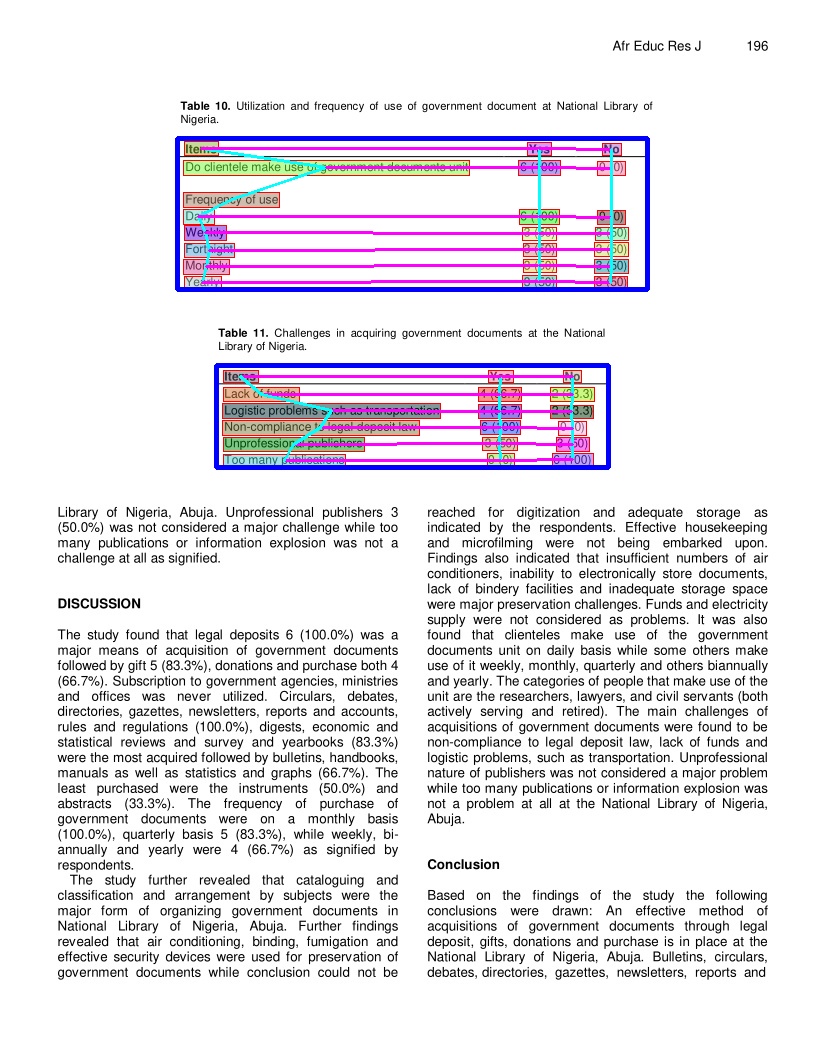 Afr Educ Res J 196
Table 10. Utilization and frequency of use of government document at National Library of
Nigeria.
Items Yes No
Do clientele make use of government documents unit 6 (100) 0 (0)
Frequency of use
Daily 6 (100) 0 (0)
Weekly 3 (50) 3 (50)
Fortnight 3 (50) 3 (50)
Monthly 3 (50) 3 (50)
Yearly 3 (50) 3 (50)
Table 11. Challenges in acquiring government documents at the National
Library of Nigeria.
Items Yes No
Lack of funds 4 (66.7) 2 (33.3)
Logistic problems such as transportation 4 (66.7) 2 (33.3)
Non-compliance to legal deposit law 6 (100) 0 (0)
Unprofessional publishers 3 (50) 3 (50)
Too many publications 0 (0) 6 (100)
Library of Nigeria, Abuja. Unprofessional publishers 3
(50.0%) was not considered a major challenge while too
many publications or information explosion was not a
challenge at all as signified.
DISCUSSION
The study found that legal deposits 6 (100.0%) was a
major means of acquisition of government documents
followed by gift 5 (83.3%), donations and purchase both 4
(66.7%). Subscription to government agencies, ministries
and offices was never utilized. Circulars, debates,
directories, gazettes, newsletters, reports and accounts,
rules and regulations (100.0%), digests, economic and
statistical reviews and survey and yearbooks (83.3%)
were the most acquired followed by bulletins, handbooks,
manuals as well as statistics and graphs (66.7%). The
least purchased were the instruments (50.0%) and
abstracts (33.3%). The frequency of purchase of
government documents were on a monthly basis
(100.0%), quarterly basis 5 (83.3%), while weekly, bi-
annually and yearly were 4 (66.7%) as signified by
respondents.
The study further revealed that cataloguing and
classification and arrangement by subjects were the
major form of organizing government documents in
National Library of Nigeria, Abuja. Further findings
revealed that air conditioning, binding, fumigation and
effective security devices were used for preservation of
government documents while conclusion could not be
reached for digitization and adequate storage as
indicated by the respondents. Effective housekeeping
and microfilming were not being embarked upon.
Findings also indicated that insufficient numbers of air
conditioners, inability to electronically store documents,
lack of bindery facilities and inadequate storage space
were major preservation challenges. Funds and electricity
supply were not considered as problems. It was also
found that clienteles make use of the government
documents unit on daily basis while some others make
use of it weekly, monthly, quarterly and others biannually
and yearly. The categories of people that make use of the
unit are the researchers, lawyers, and civil servants (both
actively serving and retired). The main challenges of
acquisitions of government documents were found to be
non-compliance to legal deposit law, lack of funds and
logistic problems, such as transportation. Unprofessional
nature of publishers was not considered a major problem
while too many publications or information explosion was
not a problem at all at the National Library of Nigeria,
Abuja.
Conclusion
Based on the findings of the study the following
conclusions were drawn: An effective method of
acquisitions of government documents through legal
deposit, gifts, donations and purchase is in place at the
National Library of Nigeria, Abuja. Bulletins, circulars,
debates, directories, gazettes, newsletters, reports and